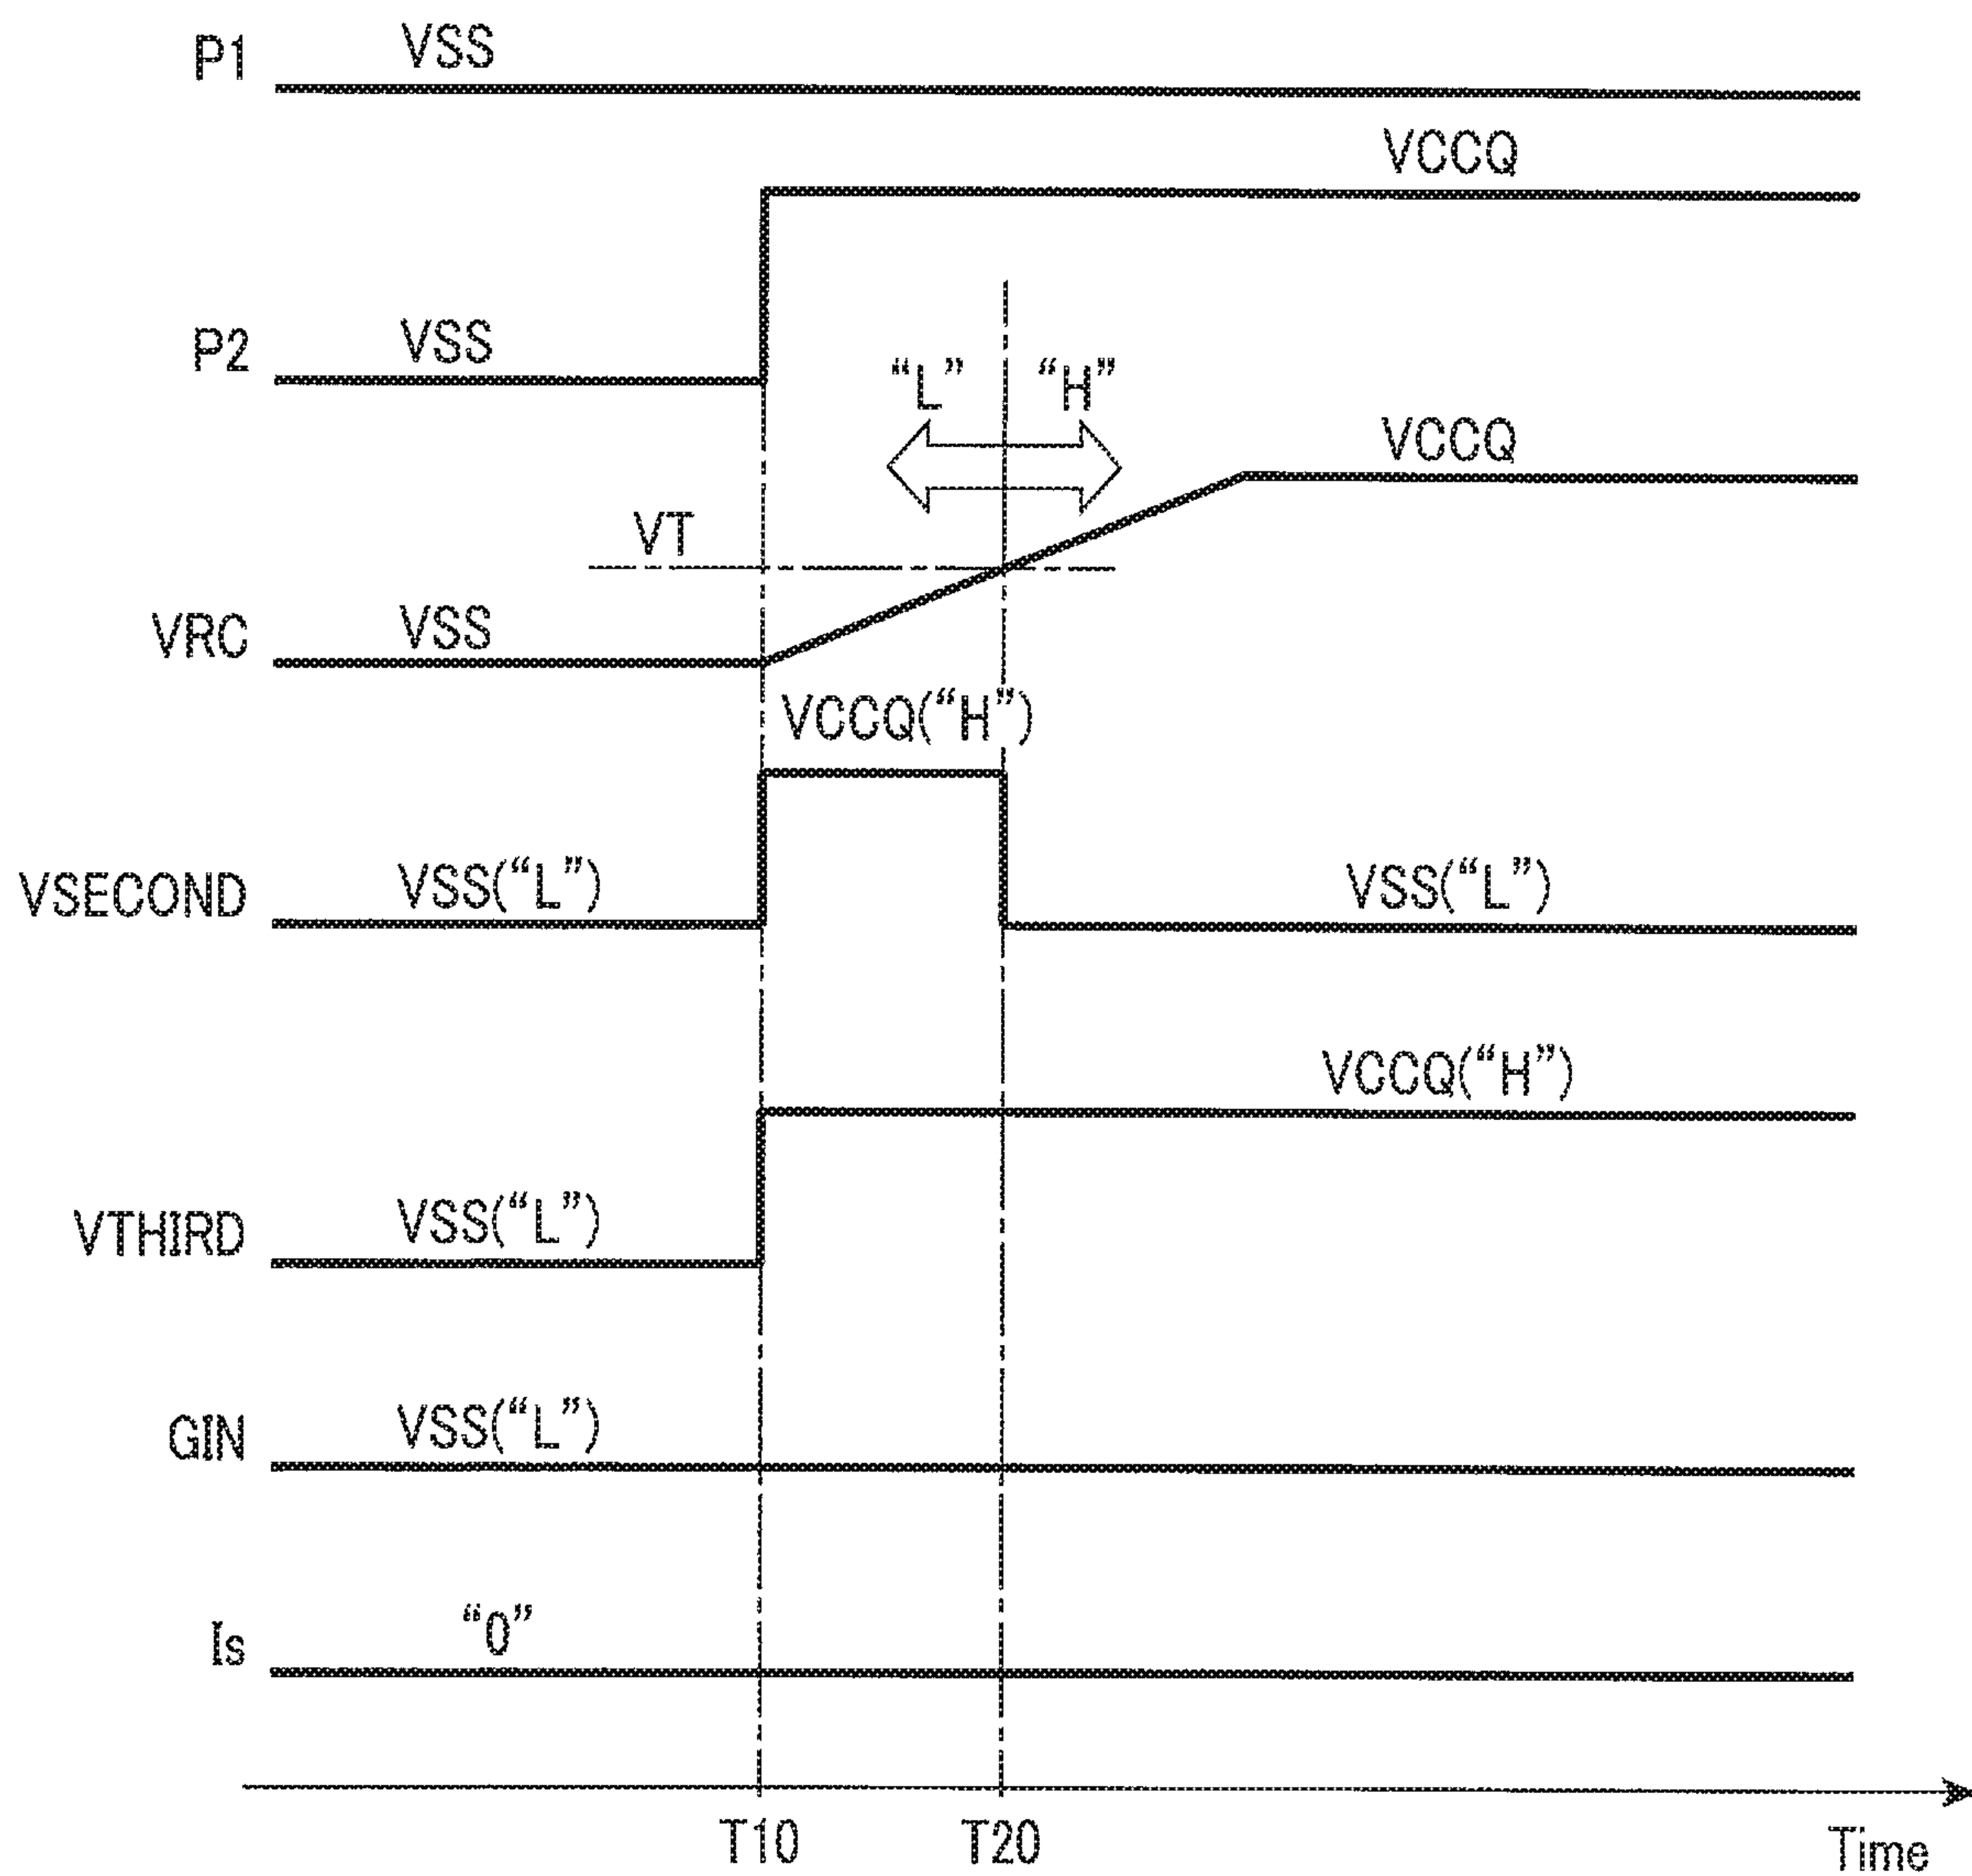 P1 VSS
VCCQ
P2 VSS
“L” “H”
VCCQ
VT
VRC VSS
VCCQ(“H”)
VSECOND VSS(“L”) VSS(“L”)
VCCQ(“H”)
VTHIRD VSS(“L”)
GIN VSS(“L”)
Is “0”
T10 T20 Time